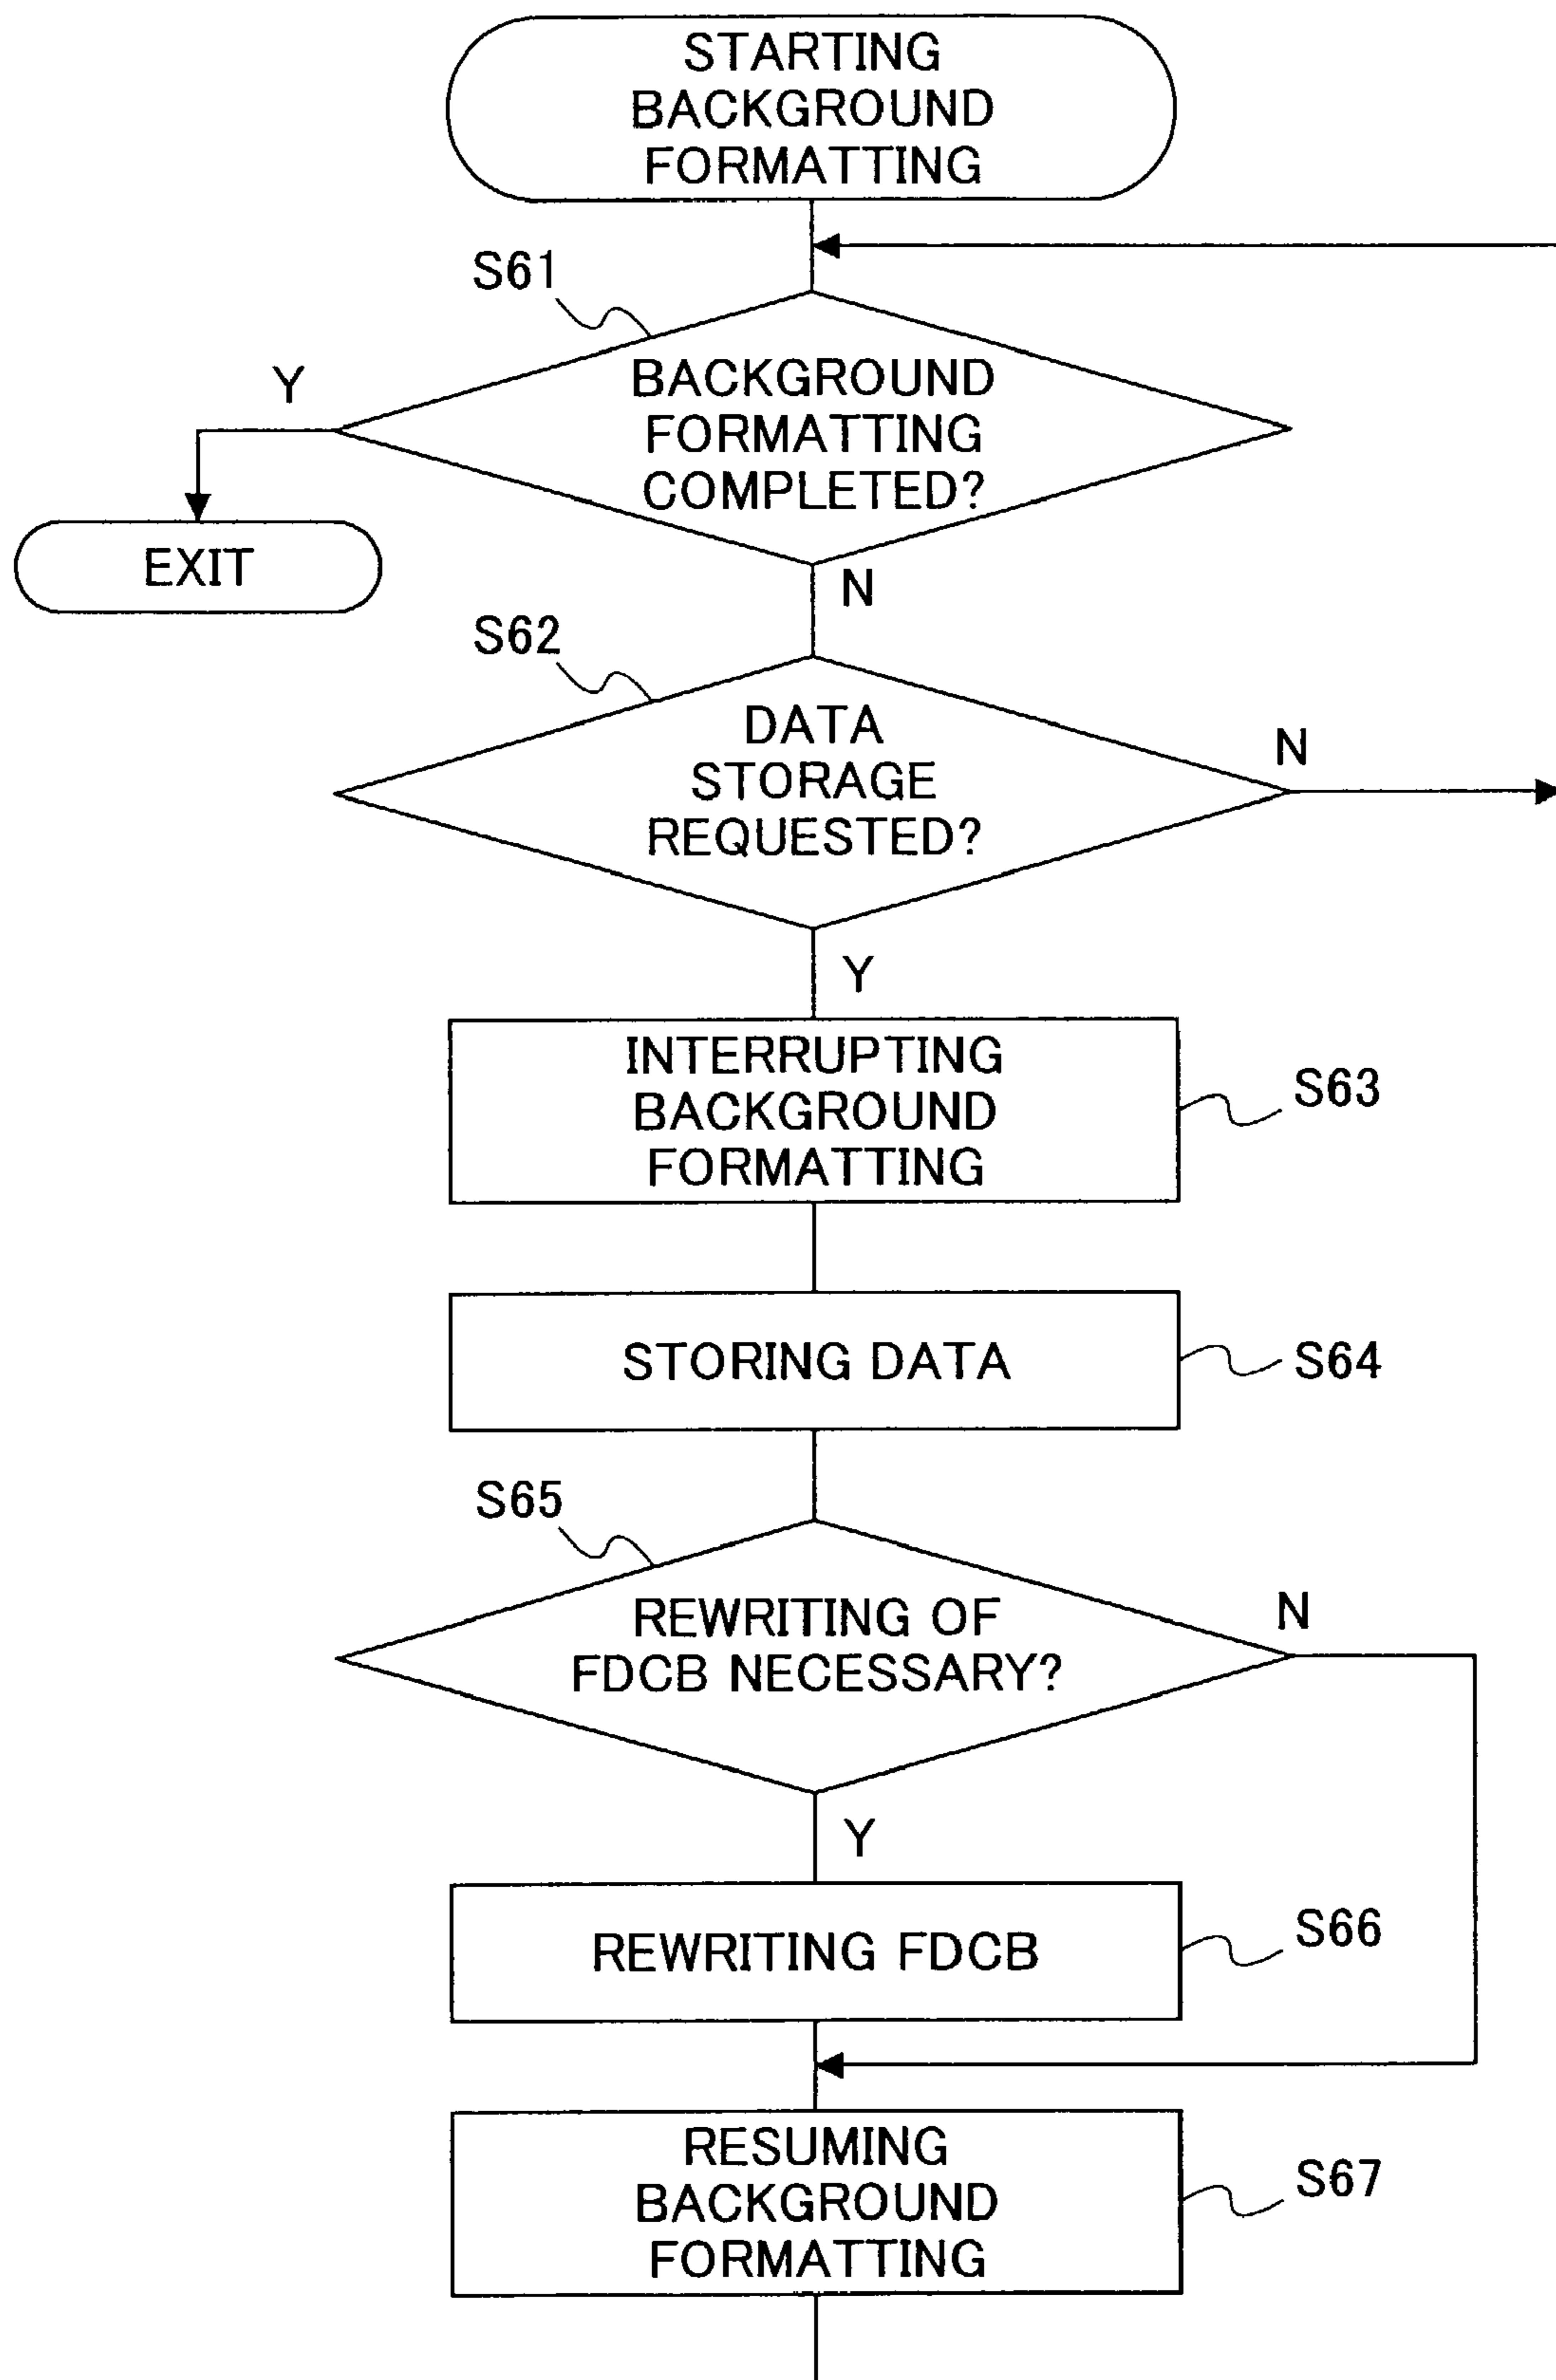 STARTING
BACKGROUND
FORMATTING
S61
Y
BACKGROUND
FORMATTING
COMPLETED?
EXIT
N
S62
DATA
STORAGE
REQUESTED?
N
Y
INTERRUPTING
BACKGROUND
FORMATTING
S63
STORING DATA
S64
S65
REWRITING OF
FDCB NECESSARY?
N
Y
REWRITING FDCB
S66
RESUMING
BACKGROUND
FORMATTING
S67